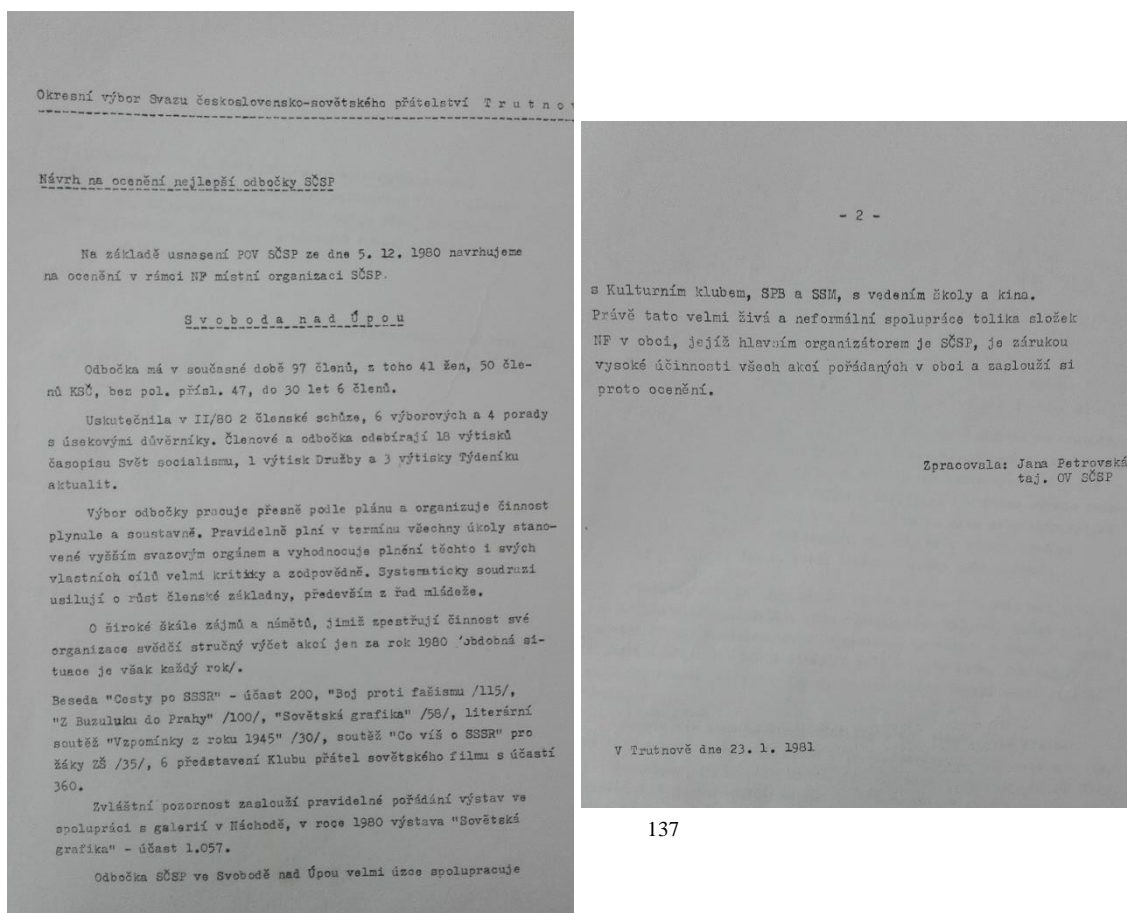 Okresní výbor Svazu československo-sovětského přátelství T r u t n o v
Návrh na ocenění nejlepší odbočky SČSP
Na základě usnesení POV SČSP ze dne 5. 12. 1980 navrhujeme
na ocenění v rámci NF místní organizaci SČSP.
S v o b o d a n a d Ú p o u
Odbočka má v současné době 97 členů, z toho 41 žen, 50 čle-
nů KSČ, bez pol. přísl. 47, do 30 let 6 členů.
Uskutečnila v II/80 2 členské schůze, 6 výborových a 4 porady
s úsekovými důvěrníky. Členové a odbočka odebírají 18 výtisků
časopisu Svět socialismu, 1 výtisk Družby a 3 výtisky Týdeníku
aktualit.
Výbor odbočky pracuje přesně podle plánu a organizuje činnost
plynule a soustavně. Pravidelně plní v termínu všechny úkoly stano-
vené vyšším svazovým orgánem a vyhodnocuje plnění těchto i svých
vlastních cílů velmi kriticky a zodpovědně. Systematicky soudruzi
usilují o růst členské základny, především z řad mládeže.
O široké škále zájmů a námětů, jimiž zpestřují činnost své
organizace svědčí stručný výčet akcí jen za rok 1980 /obdobná si-
tuace je však každý rok/.
Beseda "Cesty po SSSR" - účast 200, "Boj proti fašismu /115/,
"Z Buzuluku do Prahy" /100/, "Sovětská grafika" /58/, literární
soutěž "Vzpomínky z roku 1945" /30/, soutěž "Co víš o SSSR" pro
žáky ZŠ /35/, 6 představení Klubu přátel sovětského filmu s účastí
360.
Zvláštní pozornost zaslouží pravidelné pořádání výstav ve
spolupráci s galerií v Náchodě, v roce 1980 výstava "Sovětská
grafika" - účast 1.057.
Odbočka SČSP ve Svobodě nad Úpou velmi úzce spolupracuje
- 2 -
s Kulturním klubem, SPB a SSM, s vedením školy a kina.
Právě tato velmi živá a neformální spolupráce tolika složek
NF v obci, jejíž hlavním organizátorem je SČSP, je zárukou
vysoké účinnosti všech akcí pořádaných v obci a zaslouží si
proto ocenění.
Zpracovala: Jana Petrovská
taj. OV SČSP
V Trutnově dne 23. 1. 1981
137